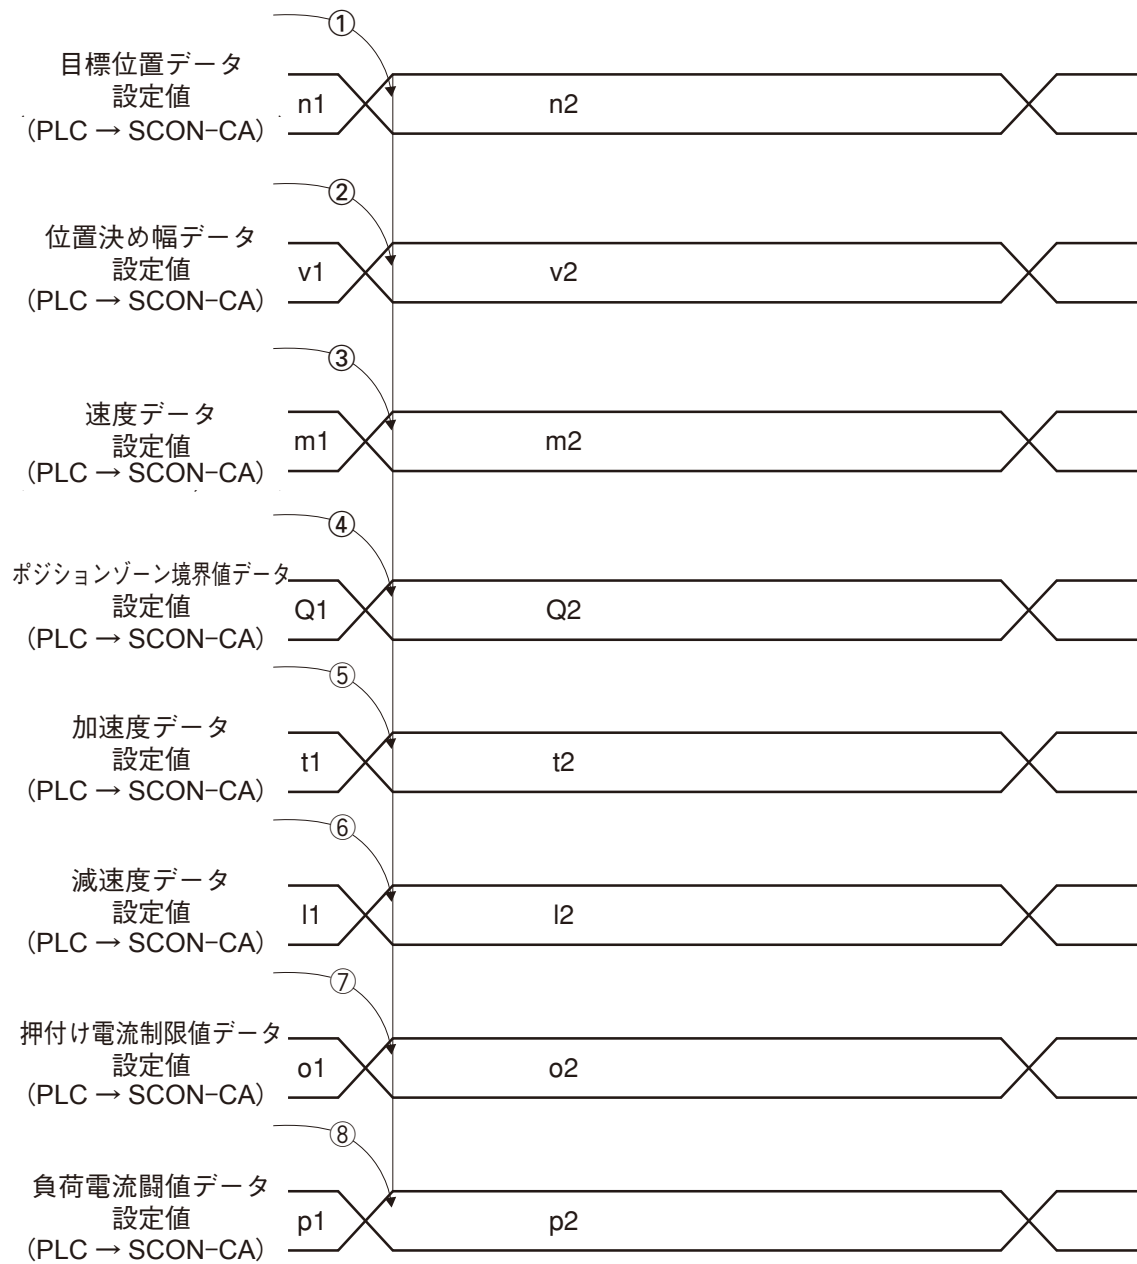 ①
目標位置データ
設定値
(PLC → SCON-CA)
n1
n2
②
位置決め幅データ
設定値
(PLC → SCON-CA)
v1
v2
③
速度データ
設定値
(PLC → SCON-CA)
m1
m2
④
ポジションゾーン境界値データ
設定値
(PLC → SCON-CA)
Q1
Q2
⑤
加速度データ
設定値
(PLC → SCON-CA)
t1
t2
⑥
減速度データ
設定値
(PLC → SCON-CA)
l1
l2
⑦
押付け電流制限値データ
設定値
(PLC → SCON-CA)
o1
o2
⑧
負荷電流闘値データ
設定値
(PLC → SCON-CA)
p1
p2